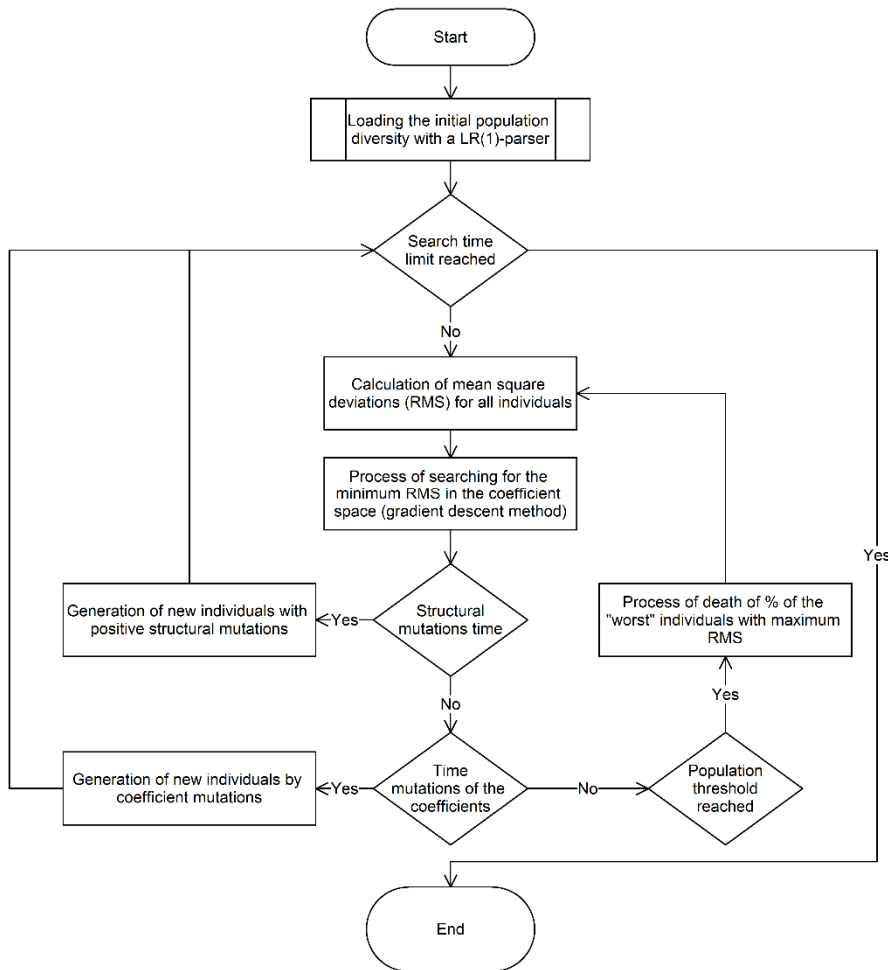 Start
Loading the initial population
diversity with a LR(1)-parser
Search time
limit reached
No
Calculation of mean square
deviations (RMS) for all individuals
Process of searching for the
minimum RMS in the coefficient
space (gradient descent method)
Yes
Generation of new individuals with
positive structural mutations
Yes
Structural
mutations time
Process of death of % of the
"worst" individuals with maximum
RMS
No
Yes
Generation of new individuals by
coefficient mutations
Yes
Time
mutations of the
coefficients
No
Population
threshold
reached
End